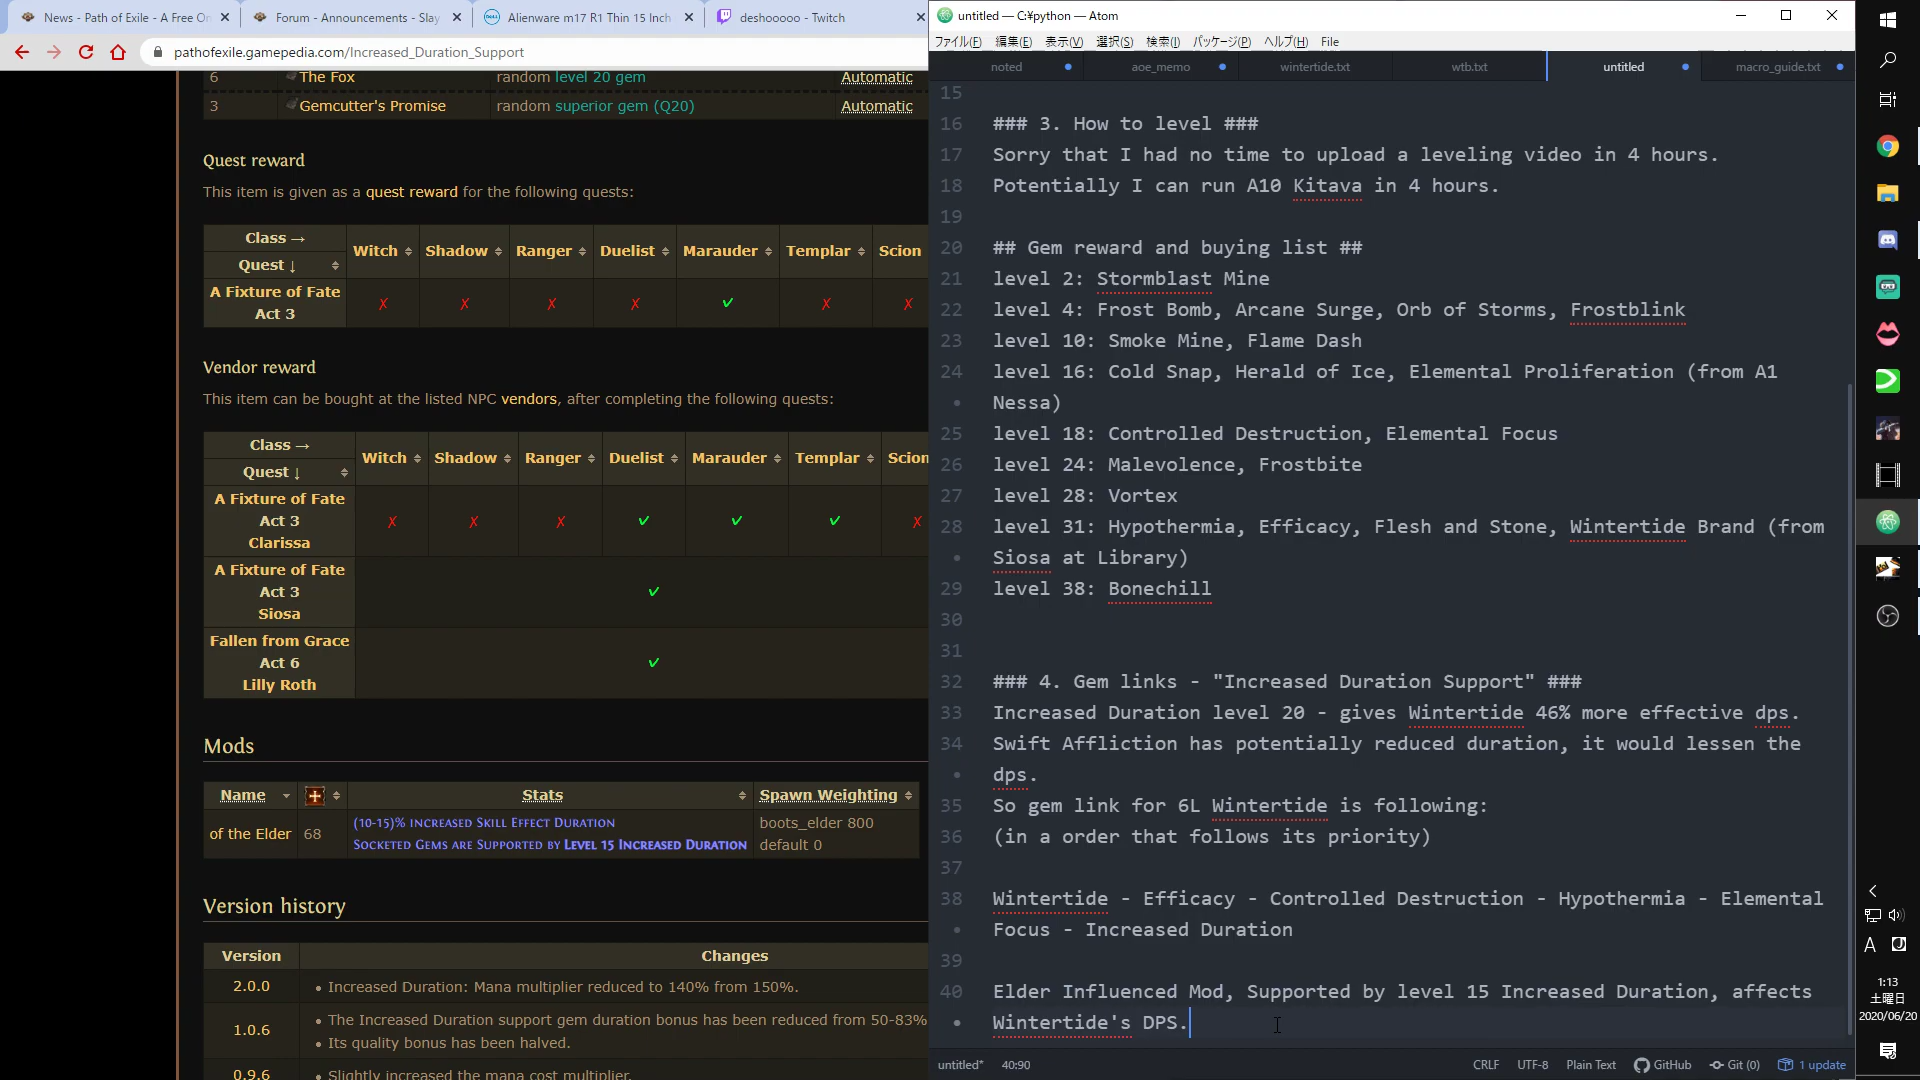 News - Path of Exile - A Free On
Forum - Announcements - Slay
Alienware m17 R1 Thin 15 Inch
deshooooo - Twitch
pathofexile.gamepedia.com/Increased_Duration_Support
6 The Fox random level 20 gem Automatic
3 Gemcutter's Promise random superior gem (Q20) Automatic
Quest reward
This item is given as a quest reward for the following quests:
Class → Witch Shadow Ranger Duelist Marauder Templar Scion
Quest ↓
A Fixture of Fate ✗ ✗ ✗ ✗ ✓ ✗ ✗
Act 3
Vendor reward
This item can be bought at the listed NPC vendors, after completing the following quests:
Class → Witch Shadow Ranger Duelist Marauder Templar Scion
Quest ↓
A Fixture of Fate
Act 3 ✗ ✗ ✗ ✓ ✓ ✓ ✗
Clarissa
A Fixture of Fate
Act 3 ✓
Siosa
Fallen from Grace
Act 6 ✓
Lilly Roth
Mods
Name Stats Spawn Weighting
of the Elder 68
(10-15)% increased Skill Effect Duration
Socketed Gems are Supported by Level 15 Increased Duration
boots_elder 800
default 0
Version history
Version Changes
2.0.0 • Increased Duration: Mana multiplier reduced to 140% from 150%.
1.0.6 • The Increased Duration support gem duration bonus has been reduced from 50-83%
• Its quality bonus has been halved.
0.9.6 • Slightly increased the mana cost multiplier.
untitled — C:¥python — Atom
ファイル(F) 編集(E) 表示(V) 選択(S) 検索(I) パッケージ(P) ヘルプ(H) File
noted aoe_memo wintertide.txt wtb.txt untitled macro_guide.txt
15
16 ### 3. How to level ###
17 Sorry that I had no time to upload a leveling video in 4 hours.
18 Potentially I can run A10 Kitava in 4 hours.
19
20 ## Gem reward and buying list ##
21 level 2: Stormblast Mine
22 level 4: Frost Bomb, Arcane Surge, Orb of Storms, Frostblink
23 level 10: Smoke Mine, Flame Dash
24 level 16: Cold Snap, Herald of Ice, Elemental Proliferation (from A1
• Nessa)
25 level 18: Controlled Destruction, Elemental Focus
26 level 24: Malevolence, Frostbite
27 level 28: Vortex
28 level 31: Hypothermia, Efficacy, Flesh and Stone, Wintertide Brand (from
• Siosa at Library)
29 level 38: Bonechill
30
31
32 ### 4. Gem links - "Increased Duration Support" ###
33 Increased Duration level 20 - gives Wintertide 46% more effective dps.
34 Swift Affliction has potentially reduced duration, it would lessen the
• dps.
35 So gem link for 6L Wintertide is following:
36 (in a order that follows its priority)
37
38 Wintertide - Efficacy - Controlled Destruction - Hypothermia - Elemental
• Focus - Increased Duration
39
40 Elder Influenced Mod, Supported by level 15 Increased Duration, affects
• Wintertide's DPS.
untitled* 40:90 CRLF UTF-8 Plain Text GitHub Git (0) 1 update
A J
1:13
土曜日
2020/06/20